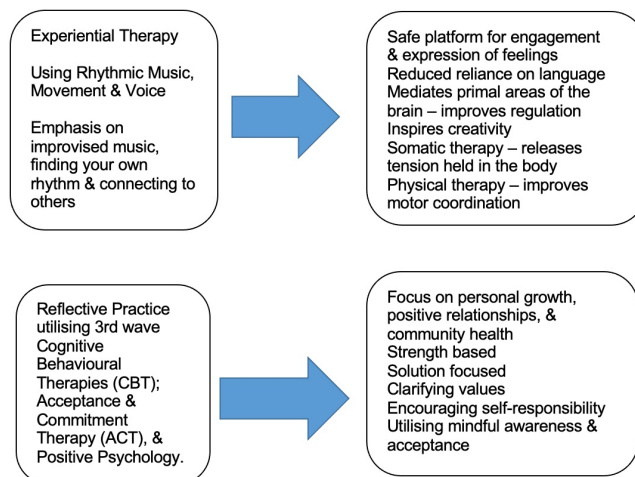 Experiential Therapy
Using Rhythmic Music,
Movement & Voice
Emphasis on
improvised music,
finding your own
rhythm & connecting to
others
Safe platform for engagement
& expression of feelings
Reduced reliance on language
Mediates primal areas of the
brain – improves regulation
Inspires creativity
Somatic therapy – releases
tension held in the body
Physical therapy – improves
motor coordination
Reflective Practice
utilising 3rd wave
Cognitive
Behavioural
Therapies (CBT);
Acceptance &
Commitment
Therapy (ACT), &
Positive Psychology.
Focus on personal growth,
positive relationships, &
community health
Strength based
Solution focused
Clarifying values
Encouraging self-responsibility
Utilising mindful awareness &
acceptance